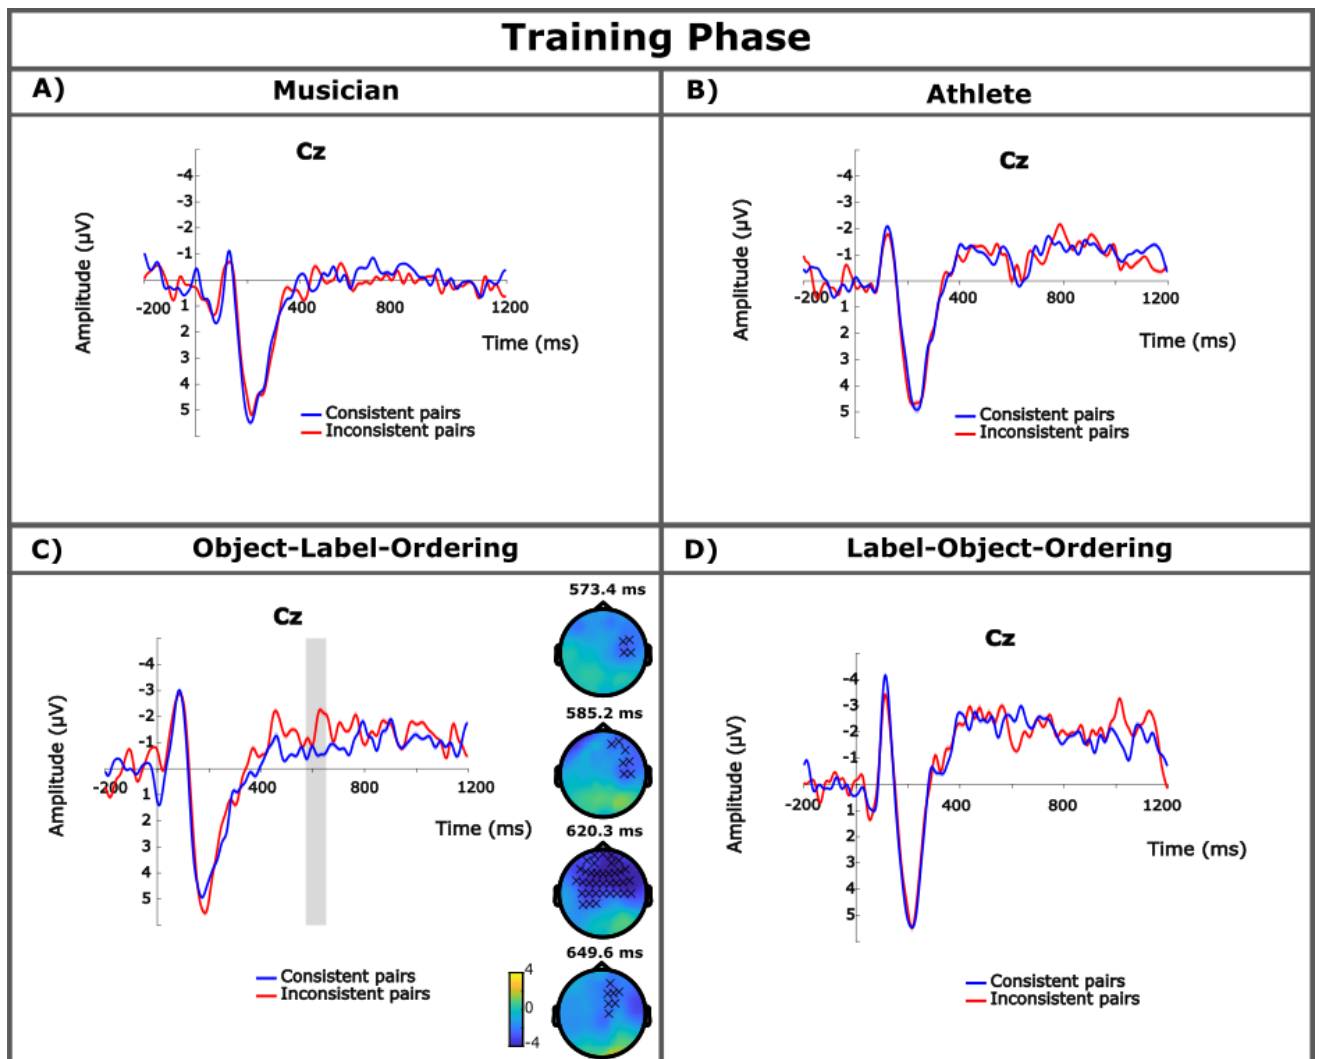 Training Phase
A) Musician
Cz
-4
-3
-2
-1
1
2
3
4
5
-200 400 800 1200
Amplitude (µV)
Time (ms)
Consistent pairs
Inconsistent pairs
B) Athlete
Cz
-4
-3
-2
-1
1
2
3
4
5
-200 400 800 1200
Amplitude (µV)
Time (ms)
Consistent pairs
Inconsistent pairs
C) Object-Label-Ordering
Cz
-4
-3
-2
-1
1
2
3
4
5
-200 400 800 1200
Amplitude (µV)
Time (ms)
Consistent pairs
Inconsistent pairs
573.4 ms
585.2 ms
620.3 ms
649.6 ms
4
0
-4
D) Label-Object-Ordering
Cz
-4
-3
-2
-1
1
2
3
4
5
-200 400 800 1200
Amplitude (µV)
Time (ms)
Consistent pairs
Inconsistent pairs